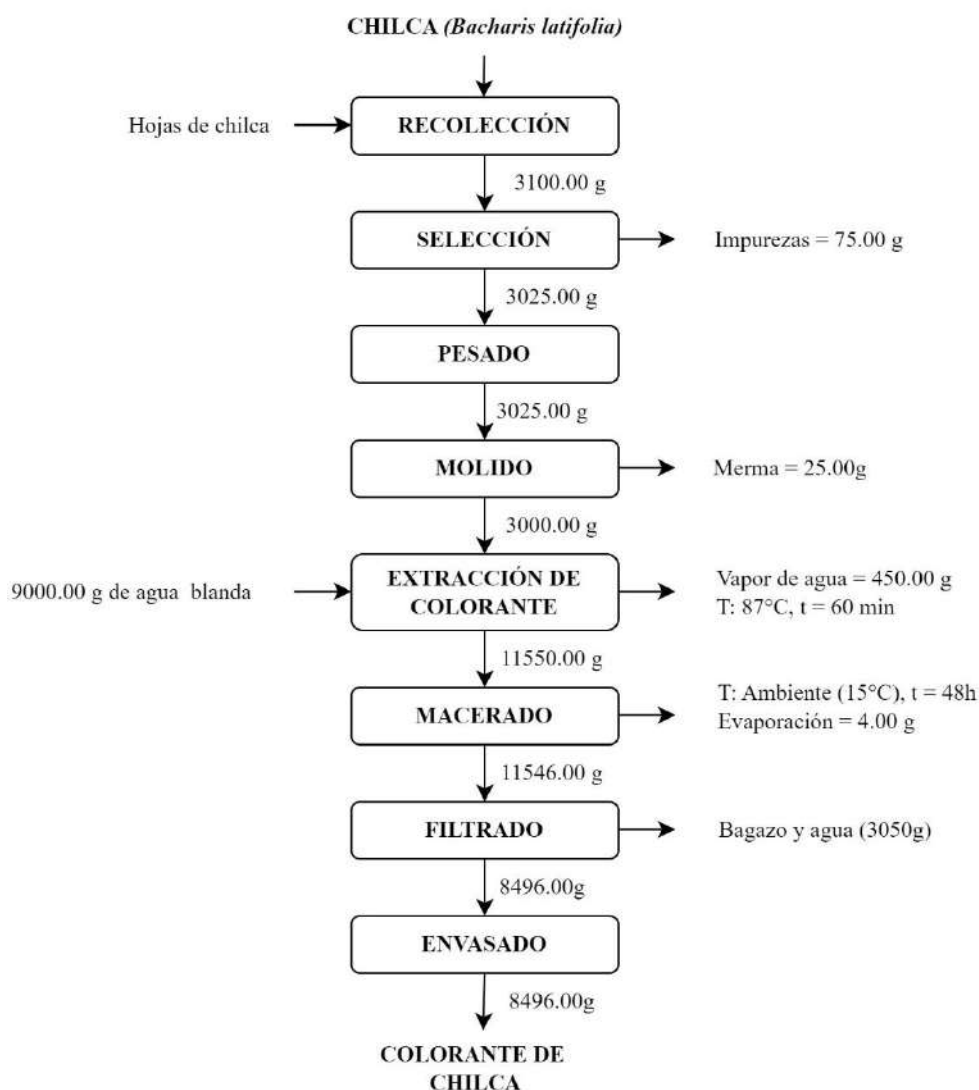 CHILCA (Bacharis latifolia)
Hojas de chilca
RECOLECCIÓN
3100.00 g
SELECCIÓN
Impurezas = 75.00 g
3025.00 g
PESADO
3025.00 g
MOLIDO
Merma = 25.00g
3000.00 g
9000.00 g de agua blanda
EXTRACCIÓN DE
COLORANTE
Vapor de agua = 450.00 g
T: 87°C, t = 60 min
11550.00 g
MACERADO
T: Ambiente (15°C), t = 48h
Evaporación = 4.00 g
11546.00 g
FILTRADO
Bagazo y agua (3050g)
8496.00g
ENVASADO
8496.00g
COLORANTE DE
CHILCA